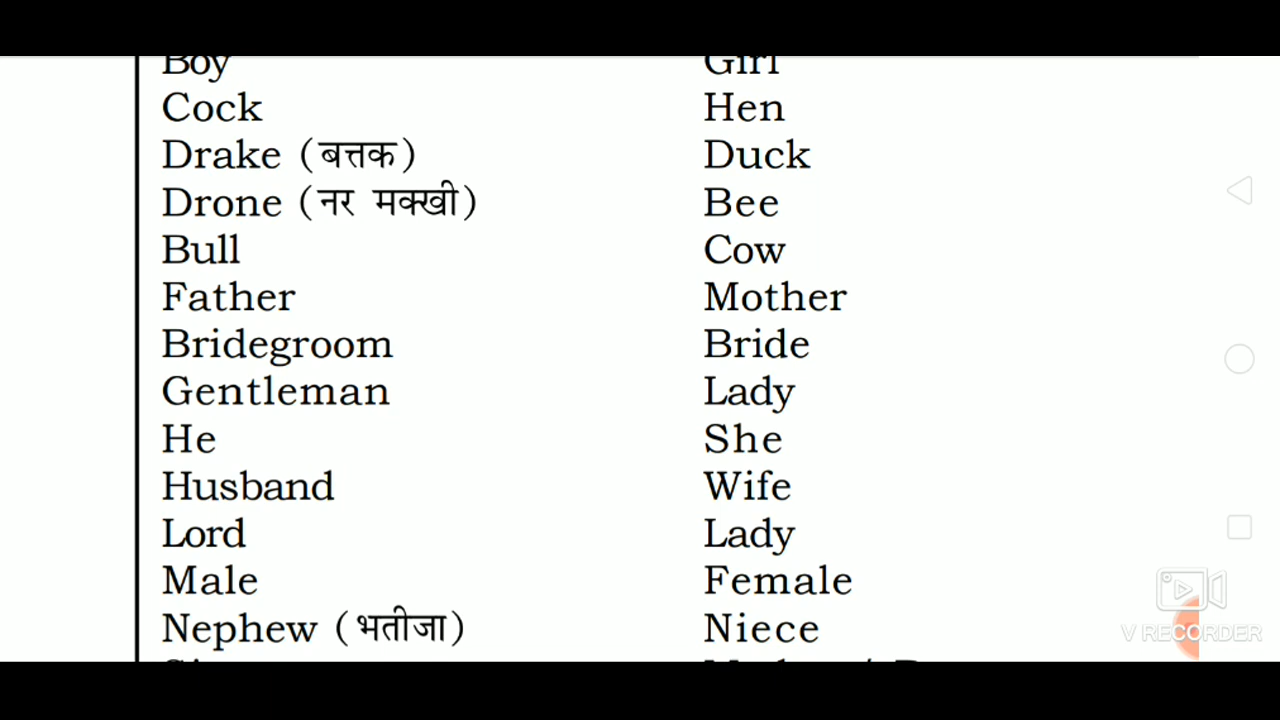 Boy Girl
Cock Hen
Drake (बत्तक) Duck
Drone (नर मक्खी) Bee
Bull Cow
Father Mother
Bridegroom Bride
Gentleman Lady
He She
Husband Wife
Lord Lady
Male Female
Nephew (भतीजा) Niece
V RECORDER